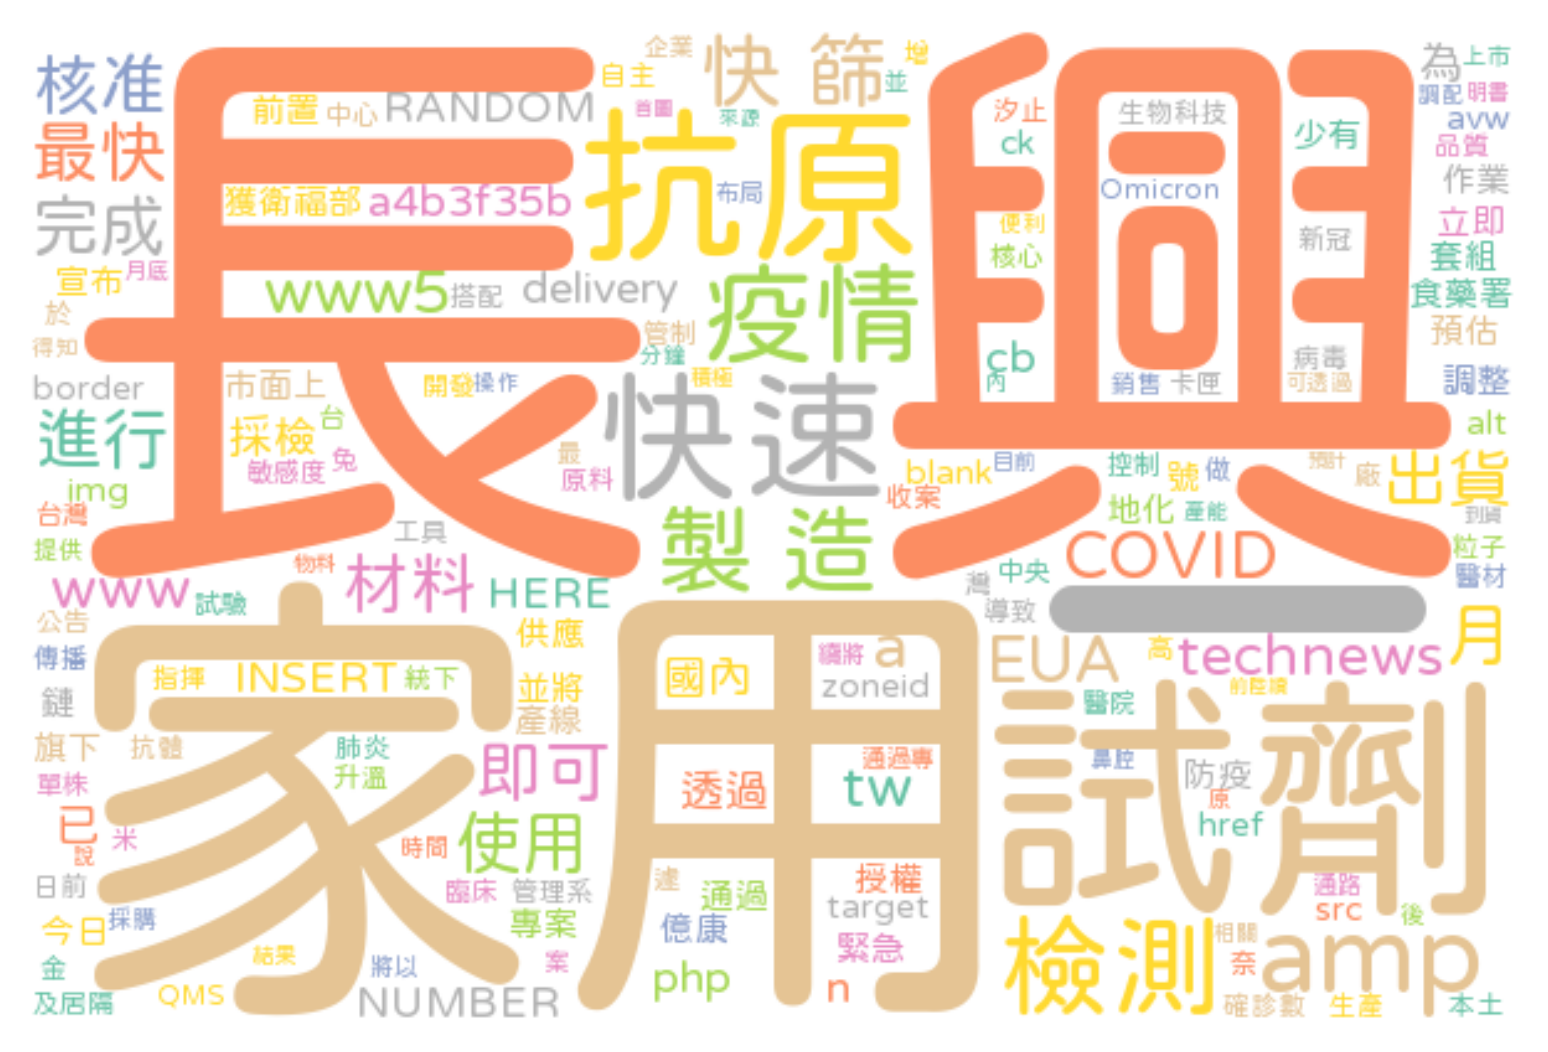 長興
家用
試劑
抗原
快速
疫情
製造
快篩
一
檢測
核准
最快
完成
宣布
月底
於
得知
border
進行
img
台灣
提供
www
試驗
公告
傳播
鏈
旗下
抗體
單株
已
說
米
日前
今日
採購
金
及居隔
QMS
前置
中心
RANDOM
獲衛福部
a4b3f35b
www5
搭配
delivery
市面上
開發
操作
採檢
台
敏感度
兔
工具
物料
材料
HERE
企業
自主
首圖
增
並
來源
布局
管制
分鐘
積極
最
原料
汐止
ck
生物科技
Omicron
便利
核心
少有
新冠
cb
內
病毒
銷售
卡匣
可透過
為
上市
調配
明書
avw
品質
作業
立即
套組
食藥署
預估
調整
alt
blank
目前
收案
控制
號
做
預計
廠
出貨
到貨
地化
產能
粒子
醫材
COVID
中央
灣
導致
月
EUA
高
technews
前陸續
醫院
鼻腔
防疫
原
href
通路
src
後
相關
奈
amp
確診數
生產
本土
供應
指揮
INSERT
統下
並將
產線
肺炎
升溫
即可
使用
時間
臨床
管理系
專案
結果
將以
案
NUMBER
國內
續將
a
zoneid
透過
通過專
tw
遽
通過
授權
target
億康
緊急
php
n